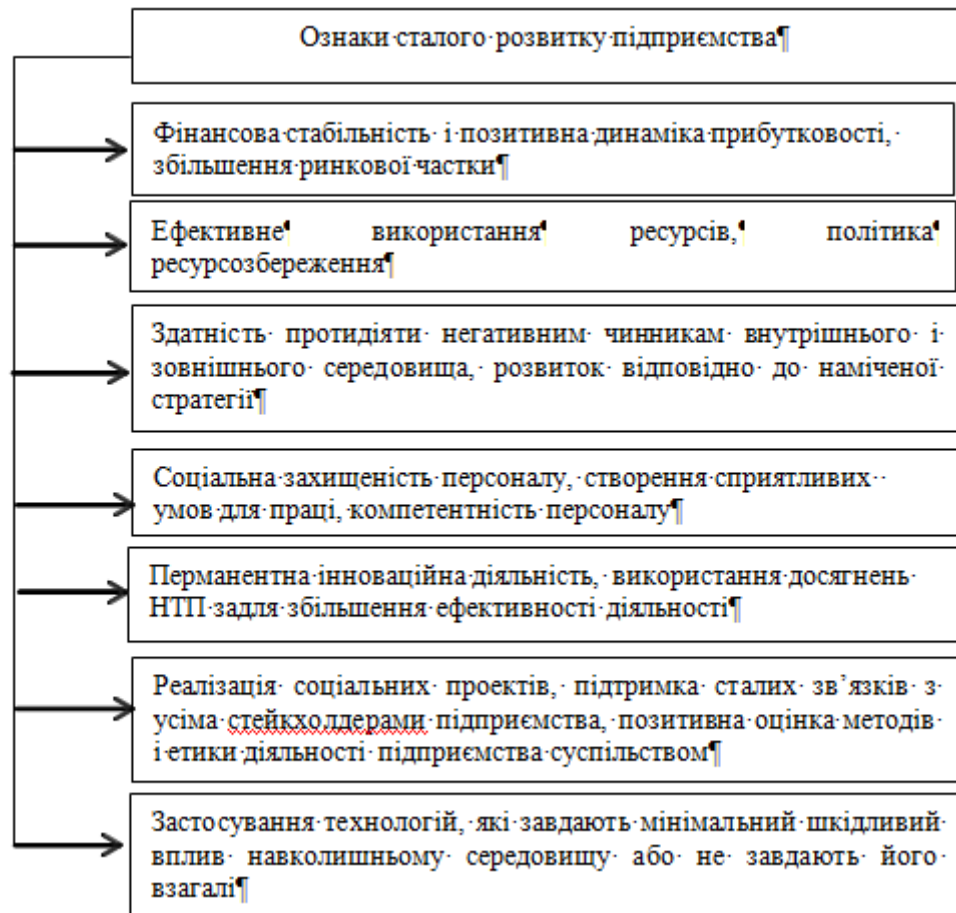 Ознаки сталого розвитку підприємства¶
Фінансова стабільність і позитивна динаміка прибутковості,
збільшення ринкової частки¶
Ефективне¶ використання¶ ресурсів,¶ політика¶
ресурсозбереження¶
Здатність протидіяти негативним чинникам внутрішнього і
зовнішнього середовища, розвиток відповідно до наміченої
стратегії¶
Соціальна захищеність персоналу, створення сприятливих
умов для праці, компетентність персоналу¶
Перманентна інноваційна діяльність, використання досягнень
НТП задля збільшення ефективності діяльності¶
Реалізація соціальних проектів, підтримка сталих зв’язків з
усіма стейкхолдерами підприємства, позитивна оцінка методів
і етики діяльності підприємства суспільством¶
Застосування технологій, які завдають мінімальний шкідливий
вплив навколишньому середовищу або не завдають його
взагалі¶